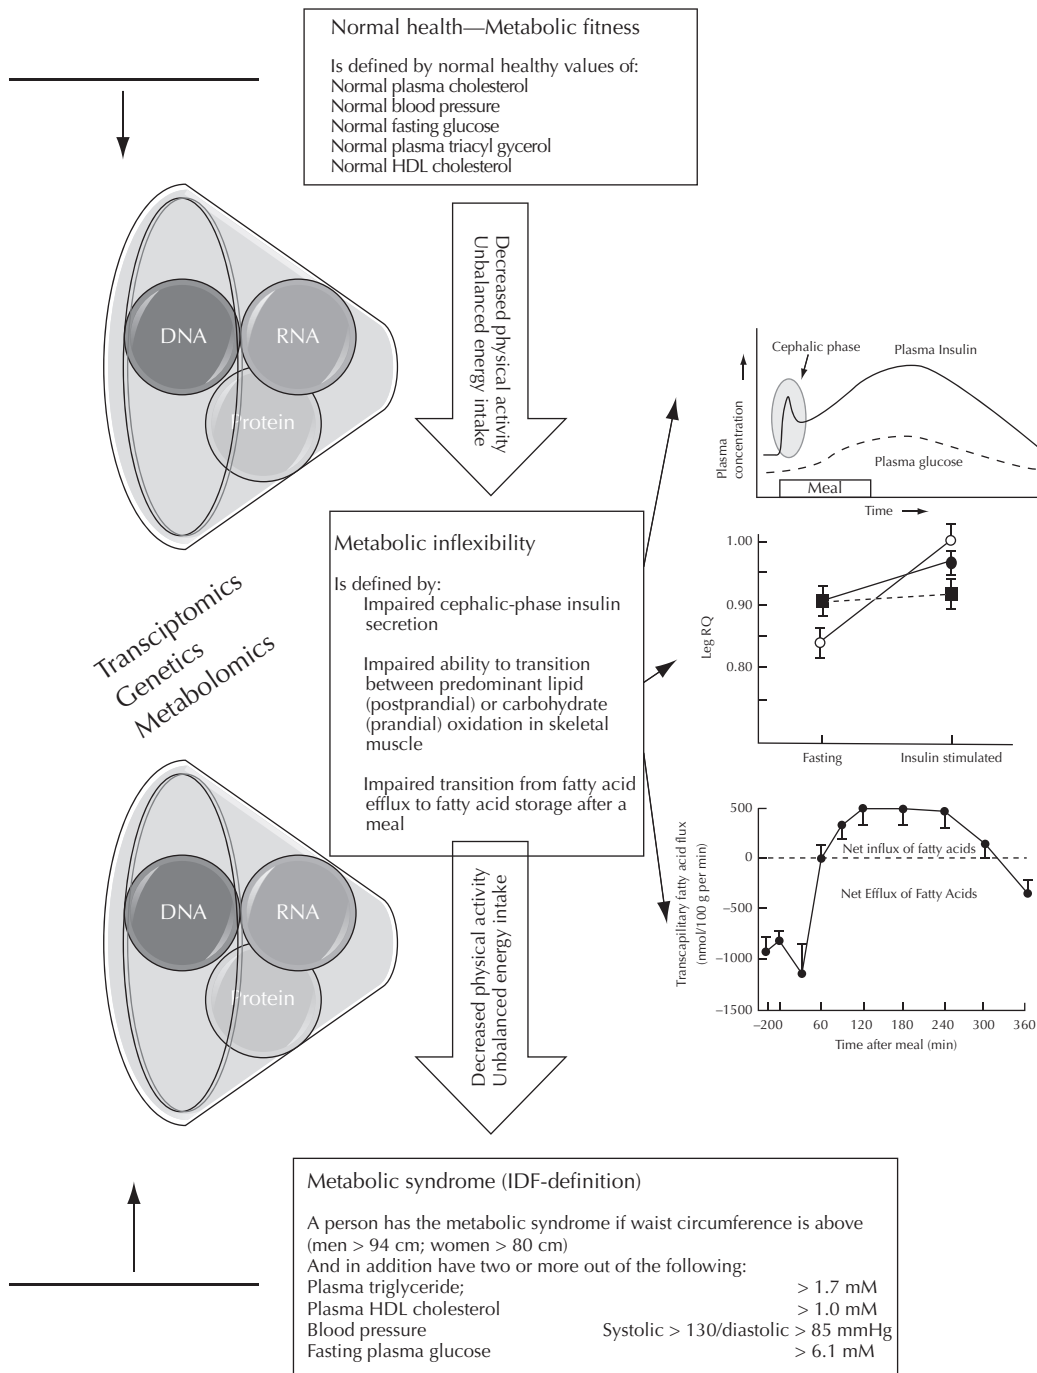 Normal health—Metabolic fitness
Is defined by normal healthy values of:
Normal plasma cholesterol
Normal blood pressure
Normal fasting glucose
Normal plasma triacyl gycerol
Normal HDL cholesterol
Decreased physical activity
Unbalanced energy intake
DNA
RNA
Protein
Transciptomics
Genetics
Metabolomics
Metabolic inflexibility
Is defined by:
Impaired cephalic-phase insulin
secretion
Impaired ability to transition
between predominant lipid
(postprandial) or carbohydrate
(prandial) oxidation in skeletal
muscle
Impaired transition from fatty acid
efflux to fatty acid storage after a
meal
Cephalic phase
Plasma Insulin
Plasma
concentration
Plasma glucose
Meal
Time
1.00
0.90
0.80
Leg RQ
Fasting
Insulin stimulated
500
0
–500
–1000
–1500
Transcapilitary fatty acid flux
(nmol/100 g per min)
Net influx of fatty acids
Net Efflux of Fatty Acids
–200
60
120
180
240
300
360
Time after meal (min)
DNA
RNA
Protein
Decreased physical activity
Unbalanced energy intake
Metabolic syndrome (IDF-definition)
A person has the metabolic syndrome if waist circumference is above
(men > 94 cm; women > 80 cm)
And in addition have two or more out of the following:
Plasma triglyceride; > 1.7 mM
Plasma HDL cholesterol > 1.0 mM
Blood pressure Systolic > 130/diastolic > 85 mmHg
Fasting plasma glucose > 6.1 mM